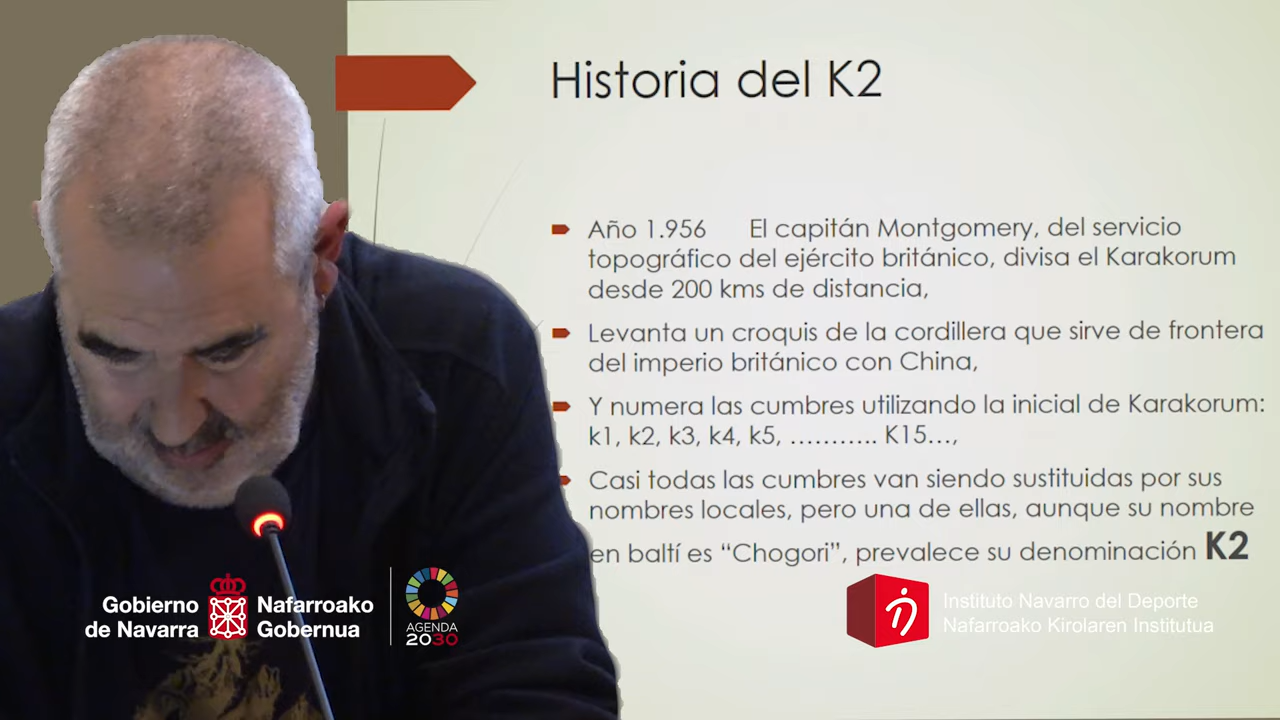 Historia del K2
Año 1.956 El capitán Montgomery, del servicio
topográfico del ejército británico, divisa el Karakorum
desde 200 kms de distancia,
Levanta un croquis de la cordillera que sirve de frontera
del imperio británico con China,
Y numera las cumbres utilizando la inicial de Karakorum:
k1, k2, k3, k4, k5, ……….. K15…,
Casi todas las cumbres van siendo sustituidas por sus
nombres locales, pero una de ellas, aunque su nombre
en baltí es “Chogori”, prevalece su denominación K2
Gobierno
de Navarra
Nafarroako
Gobernua
AGENDA
2030
Instituto Navarro del Deporte
Nafarroako Kirolaren Institutua